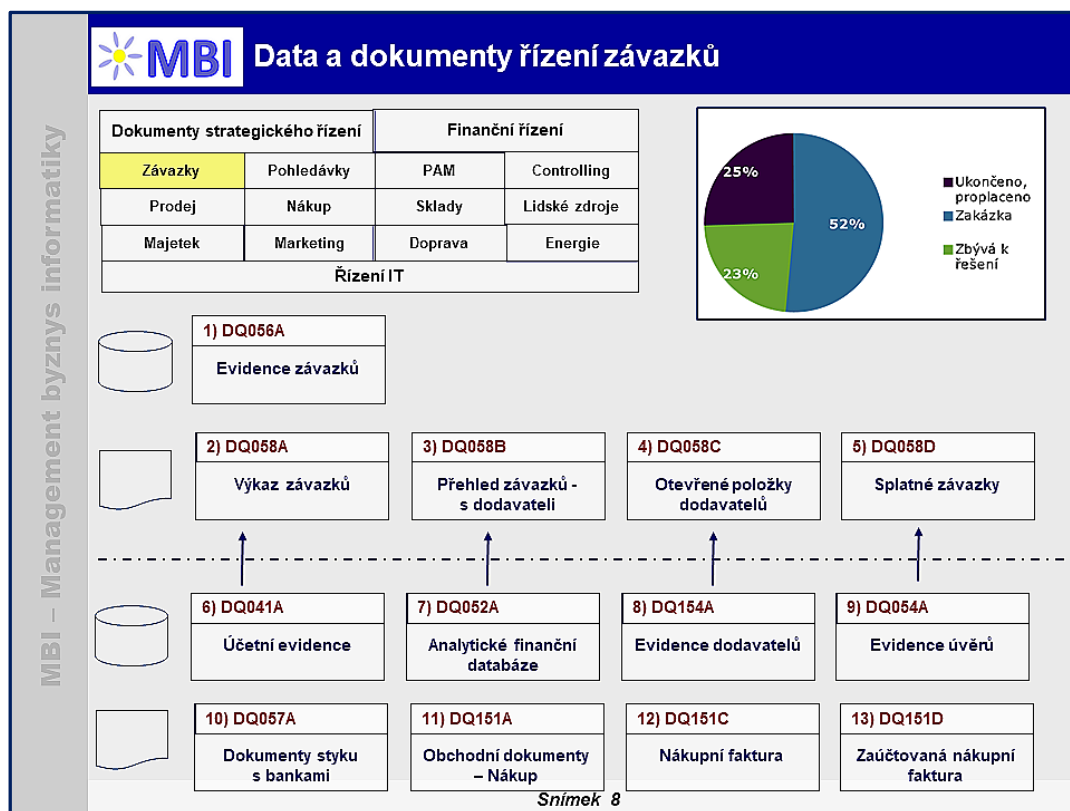 MBI – Management byznys informatiky
MBI
Data a dokumenty řízení závazků
Dokumenty strategického řízení
Finanční řízení
Závazky
Pohledávky
PAM
Controlling
Prodej
Nákup
Sklady
Lidské zdroje
Majetek
Marketing
Doprava
Energie
Řízení IT
25%
52%
23%
Ukončeno,
proplaceno
Zakázka
Zbývá k
řešení
1) DQ056A
Evidence závazků
2) DQ058A
Výkaz závazků
3) DQ058B
Přehled závazků -
s dodavateli
4) DQ058C
Otevřené položky
dodavatelů
5) DQ058D
Splatné závazky
6) DQ041A
Účetní evidence
7) DQ052A
Analytické finanční
databáze
8) DQ154A
Evidence dodavatelů
9) DQ054A
Evidence úvěrů
10) DQ057A
Dokumenty styku
s bankami
11) DQ151A
Obchodní dokumenty
– Nákup
12) DQ151C
Nákupní faktura
13) DQ151D
Zaúčtovaná nákupní
faktura
Snímek 8